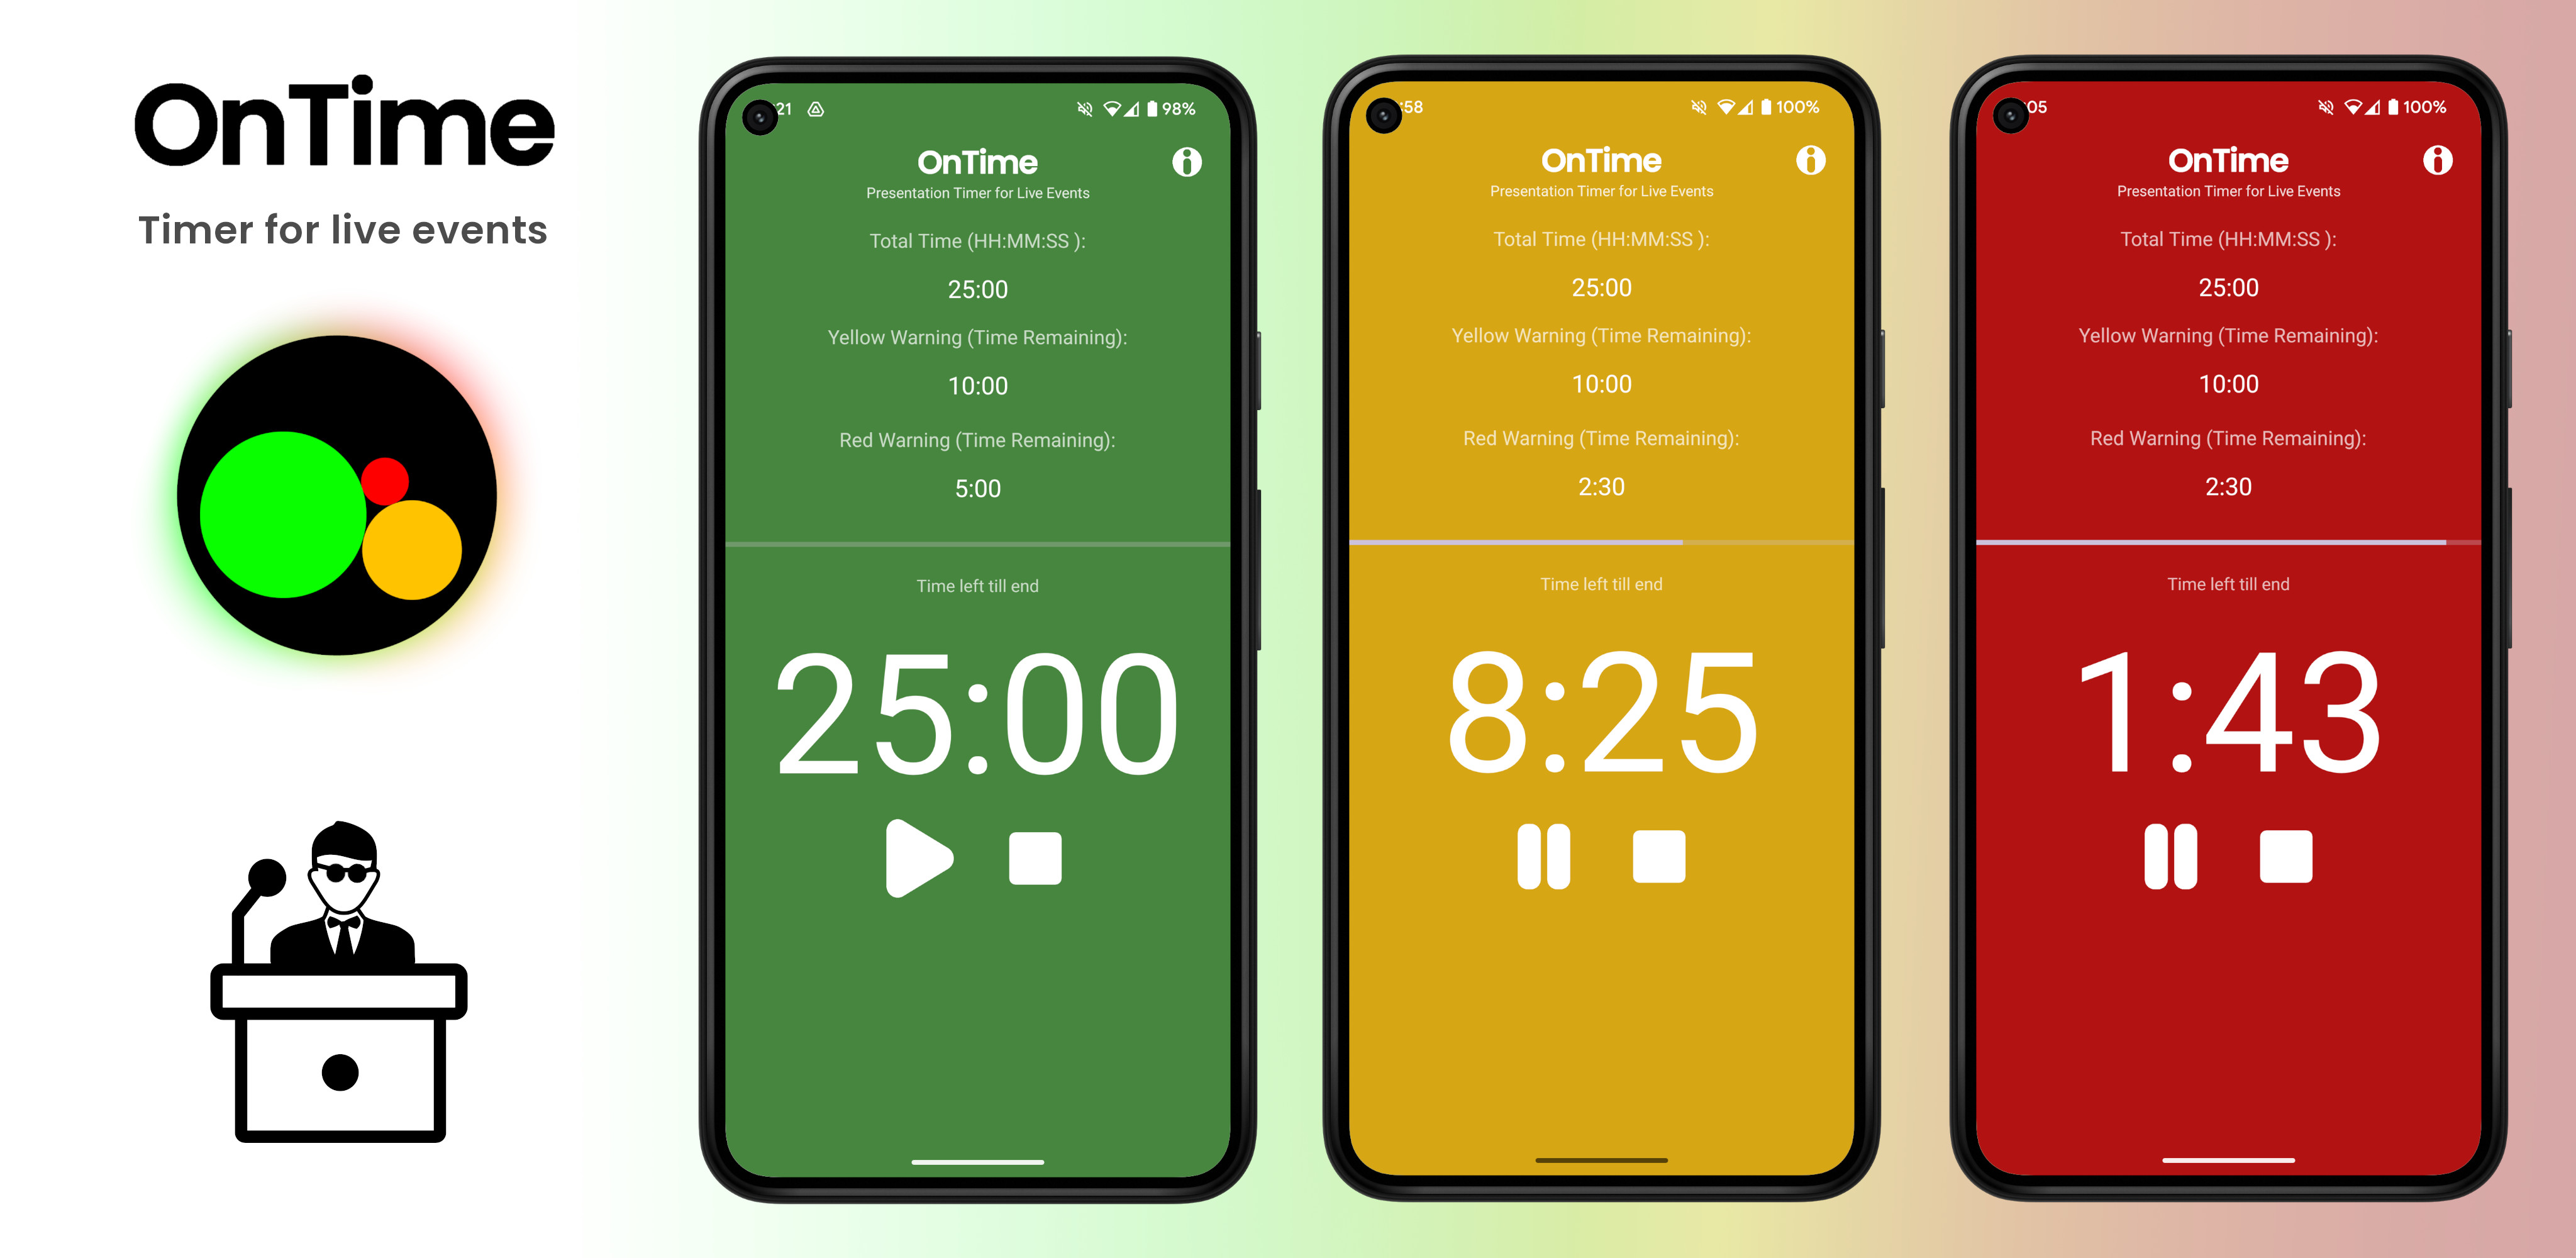 OnTime
Timer for live events
21
98%
OnTime
Presentation Timer for Live Events
Total Time (HH:MM:SS ):
25:00
Yellow Warning (Time Remaining):
10:00
Red Warning (Time Remaining):
5:00
Time left till end
25:00
:58
100%
OnTime
Presentation Timer for Live Events
Total Time (HH:MM:SS ):
25:00
Yellow Warning (Time Remaining):
10:00
Red Warning (Time Remaining):
2:30
Time left till end
8:25
:05
100%
OnTime
Presentation Timer for Live Events
Total Time (HH:MM:SS ):
25:00
Yellow Warning (Time Remaining):
10:00
Red Warning (Time Remaining):
2:30
Time left till end
1:43